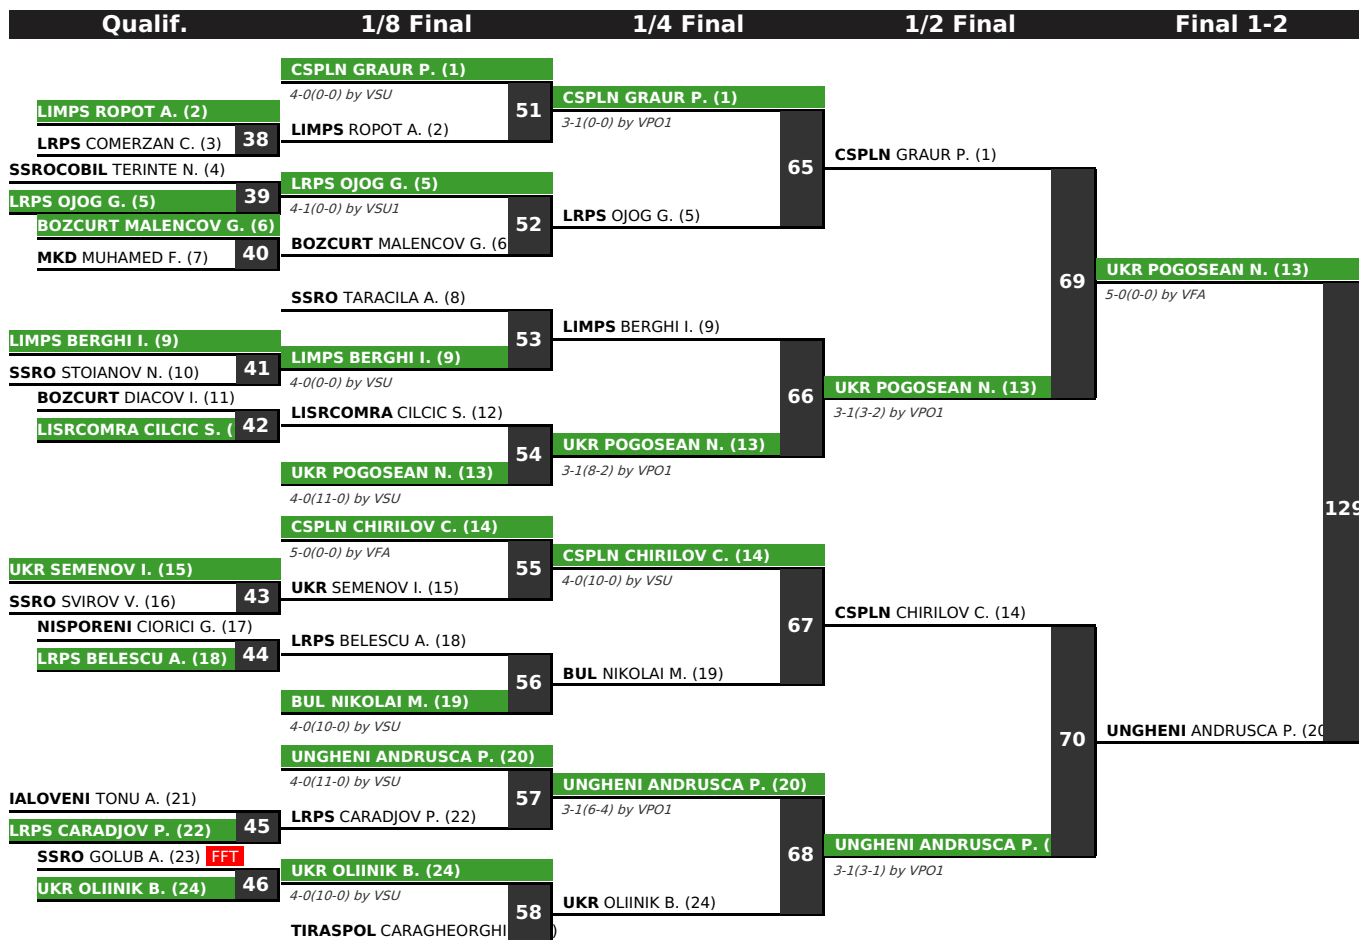 Qualif.
1/8 Final
1/4 Final
1/2 Final
Final 1-2
LIMPS ROPOT A. (2)
LRPS COMERZAN C. (3)
38
SSROCOBIL TERINTE N. (4)
LRPS OJOG G. (5)
39
BOZCURT MALENCOV G. (6)
MKD MUHAMED F. (7)
40
LIMPS BERGHI I. (9)
SSRO STOIANOV N. (10)
41
BOZCURT DIACOV I. (11)
LISRCOMRA CILCIC S. (
42
UKR SEMENOV I. (15)
SSRO SVIROV V. (16)
43
NISPORENI CIORICI G. (17)
LRPS BELESCU A. (18)
44
IALOVENI TONU A. (21)
LRPS CARADJOV P. (22)
45
SSRO GOLUB A. (23) FFT
UKR OLIINIK B. (24)
46
CSPLN GRAUR P. (1)
4-0(0-0) by VSU
LIMPS ROPOT A. (2)
51
LRPS OJOG G. (5)
4-1(0-0) by VSU1
BOZCURT MALENCOV G. (6
52
SSRO TARACILA A. (8)
LIMPS BERGHI I. (9)
4-0(0-0) by VSU
53
LISRCOMRA CILCIC S. (12)
UKR POGOSEAN N. (13)
4-0(11-0) by VSU
54
CSPLN CHIRILOV C. (14)
5-0(0-0) by VFA
UKR SEMENOV I. (15)
55
LRPS BELESCU A. (18)
BUL NIKOLAI M. (19)
4-0(10-0) by VSU
56
UNGHENI ANDRUSCA P. (20)
4-0(11-0) by VSU
LRPS CARADJOV P. (22)
57
UKR OLIINIK B. (24)
4-0(10-0) by VSU
TIRASPOL CARAGHEORGHI )
58
CSPLN GRAUR P. (1)
3-1(0-0) by VPO1
LRPS OJOG G. (5)
65
LIMPS BERGHI I. (9)
UKR POGOSEAN N. (13)
3-1(8-2) by VPO1
66
CSPLN CHIRILOV C. (14)
4-0(10-0) by VSU
BUL NIKOLAI M. (19)
67
UNGHENI ANDRUSCA P. (20)
3-1(6-4) by VPO1
UKR OLIINIK B. (24)
68
CSPLN GRAUR P. (1)
UKR POGOSEAN N. (13)
3-1(3-2) by VPO1
69
CSPLN CHIRILOV C. (14)
UNGHENI ANDRUSCA P. (
3-1(3-1) by VPO1
70
UKR POGOSEAN N. (13)
5-0(0-0) by VFA
UNGHENI ANDRUSCA P. (20
129